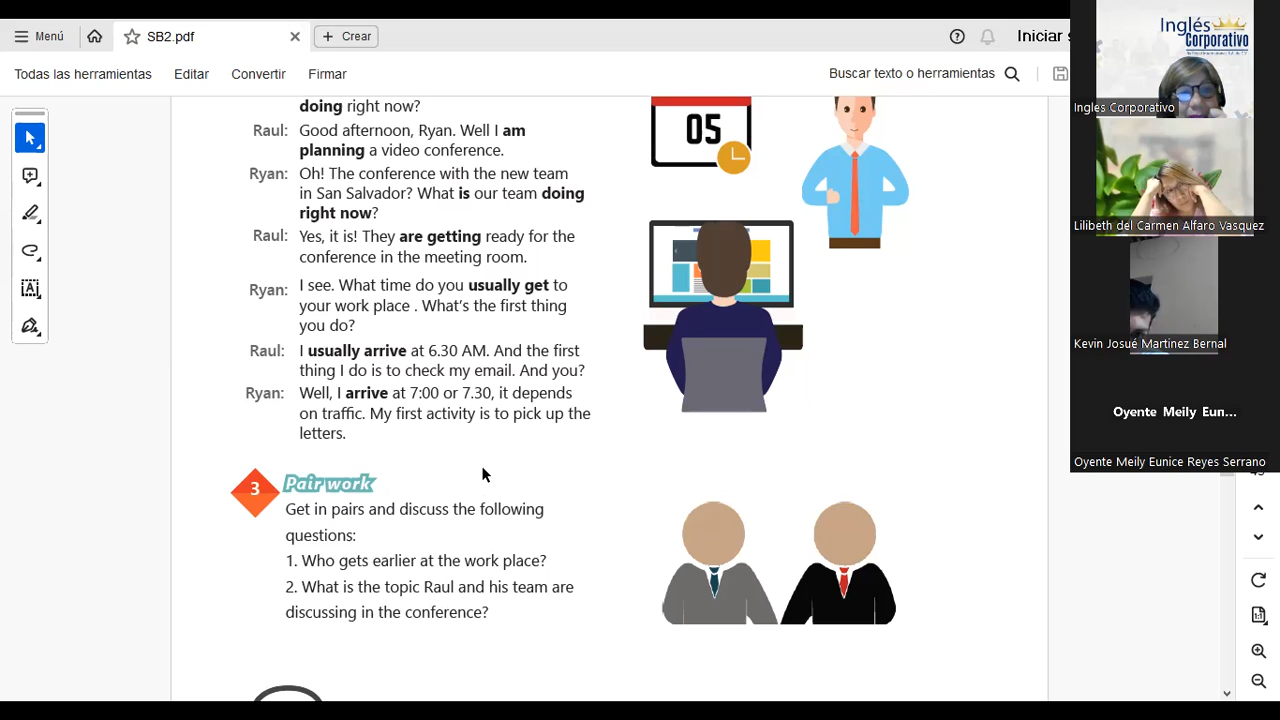 Menú
SB2.pdf
Crear
Iniciar s
Todas las herramientas
Editar
Convertir
Firmar
Buscar texto o herramientas
doing right now?
Raul: Good afternoon, Ryan. Well I am
planning a video conference.
Ryan: Oh! The conference with the new team
in San Salvador? What is our team doing
right now?
Raul: Yes, it is! They are getting ready for the
conference in the meeting room.
Ryan: I see. What time do you usually get to
your work place . What's the first thing
you do?
Raul: I usually arrive at 6.30 AM. And the first
thing I do is to check my email. And you?
Ryan: Well, I arrive at 7:00 or 7.30, it depends
on traffic. My first activity is to pick up the
letters.
05
3 Pair work
Get in pairs and discuss the following
questions:
1. Who gets earlier at the work place?
2. What is the topic Raul and his team are
discussing in the conference?
Inglés
Corporativo
Ingles Corporativo
Lilibeth del Carmen Alfaro Vasquez
Kevin Josué Martinez Bernal
Oyente Meily Eun...
Oyente Meily Eunice Reyes Serrano